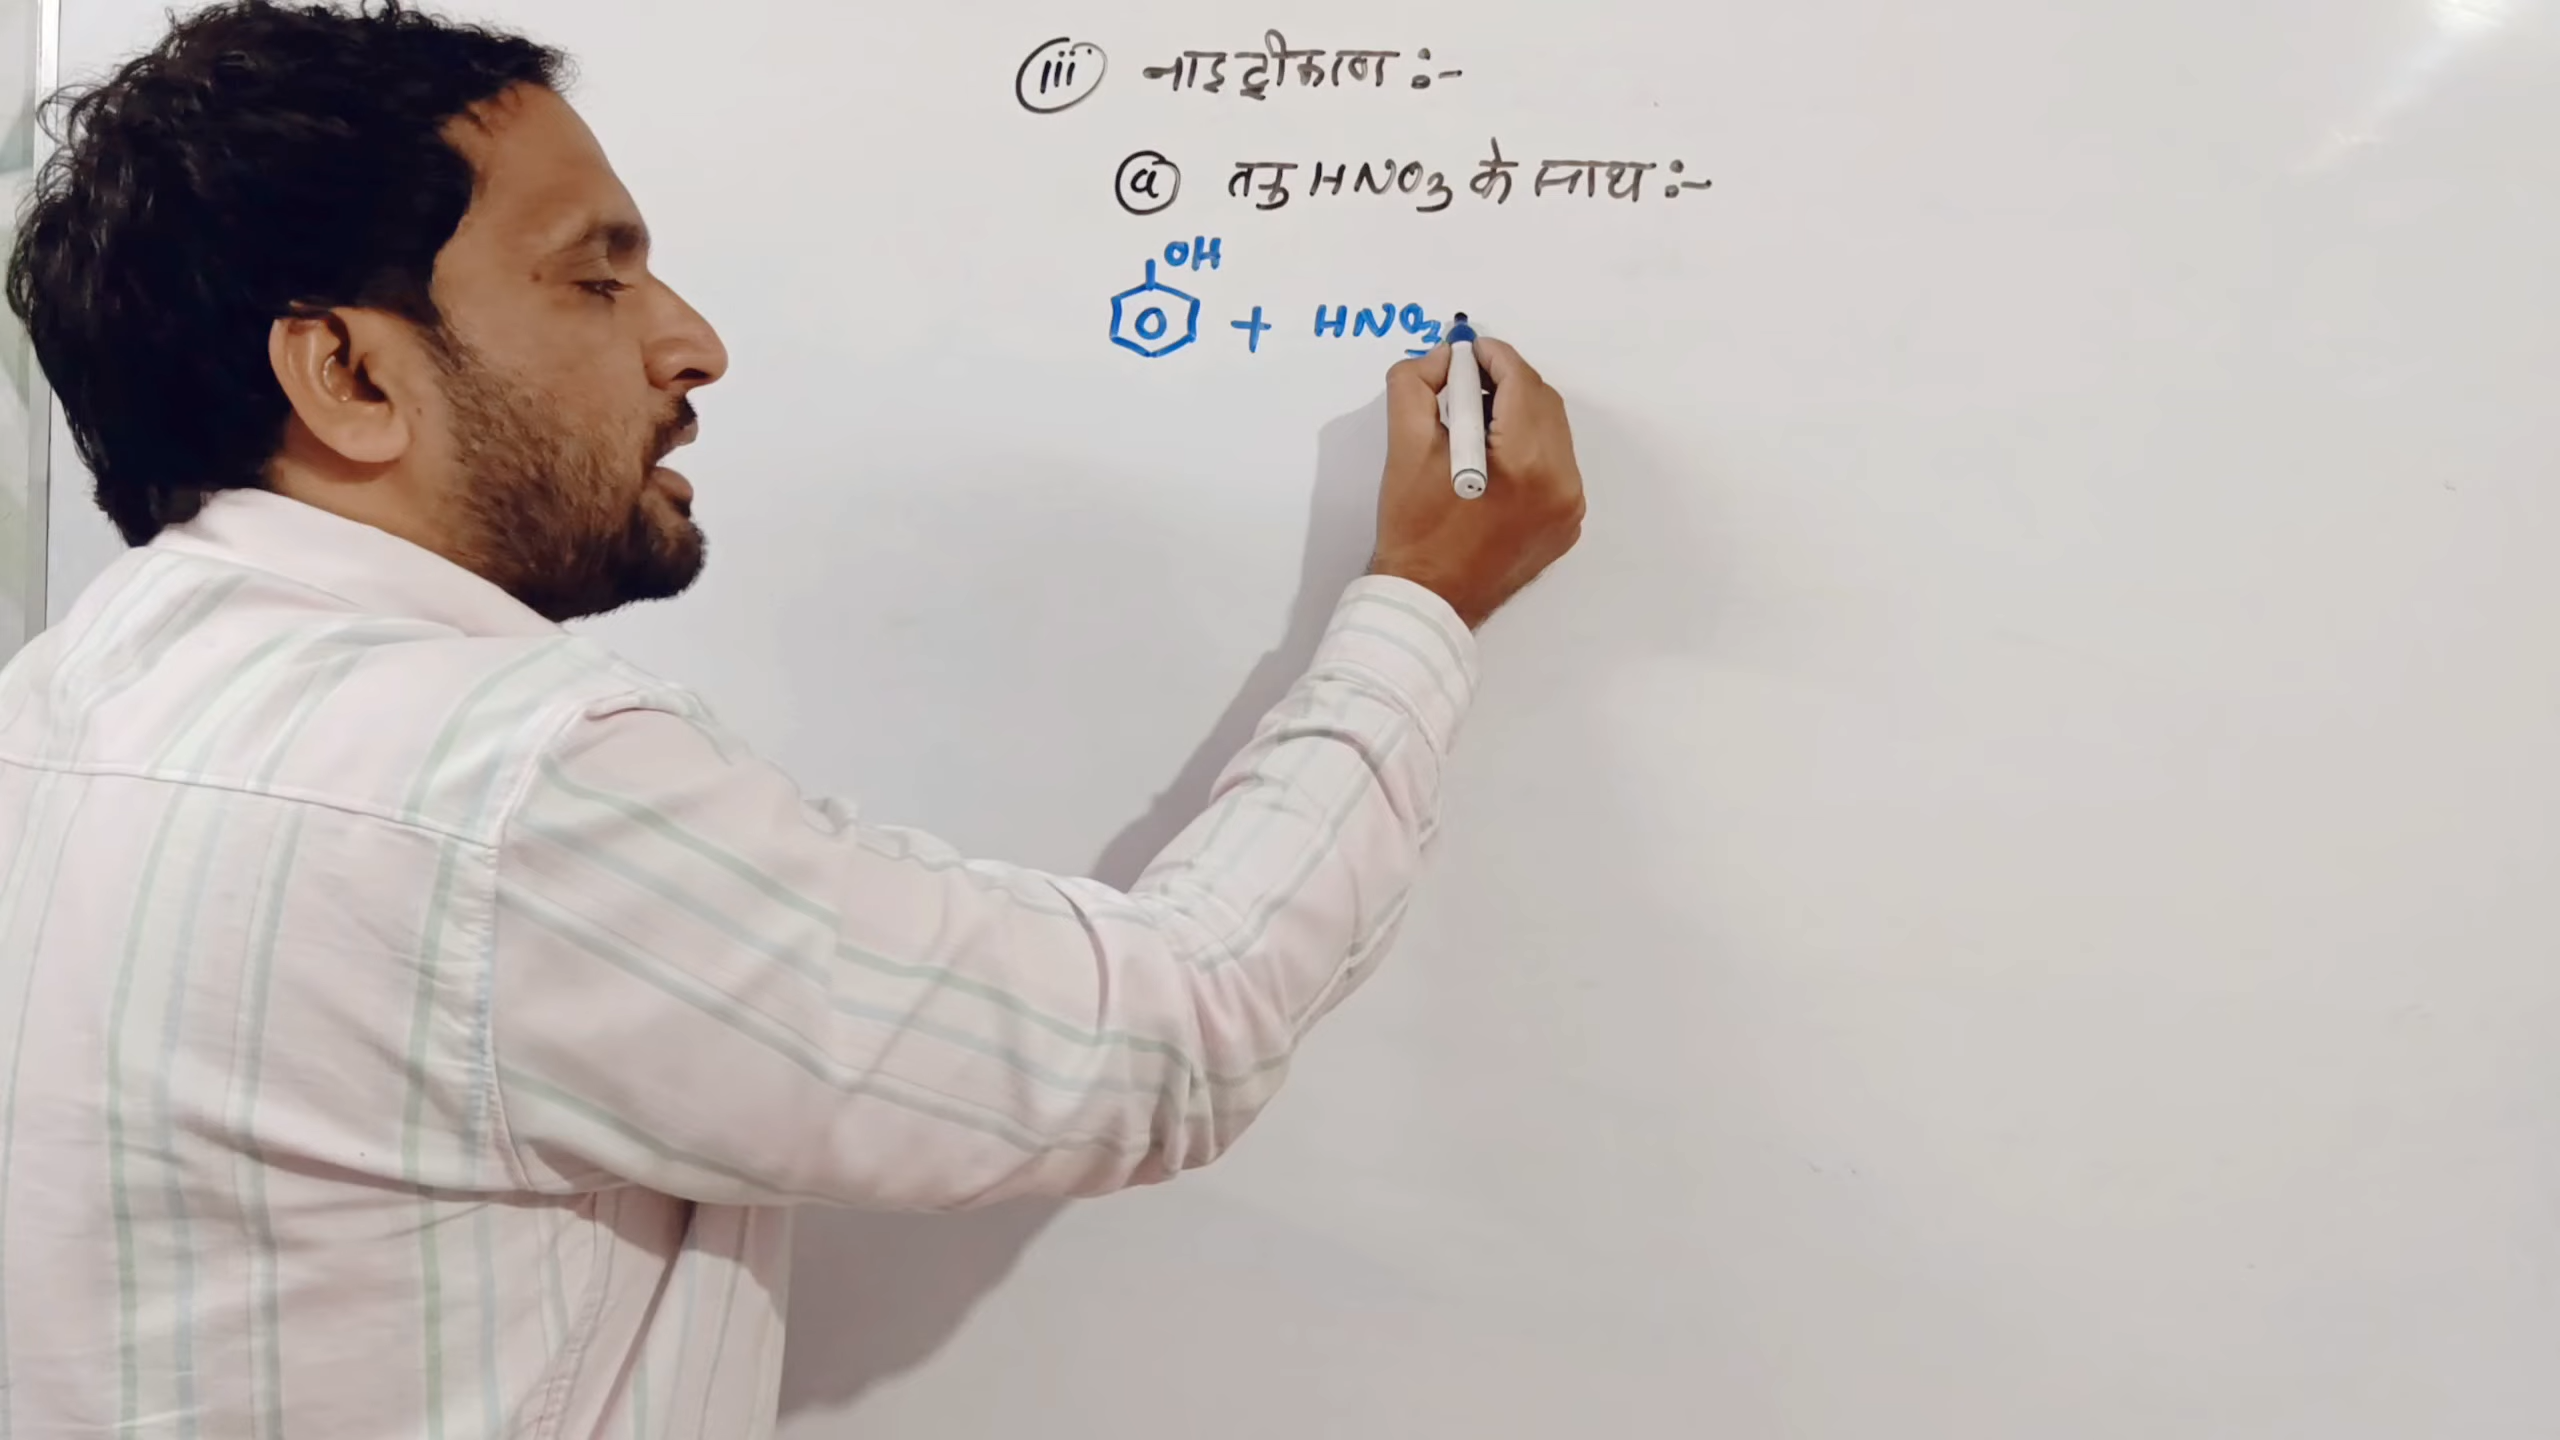 (iii) नाइट्रीकरण :-
(a) तनु HNO3 के साथ :-
OH
+ HNO3